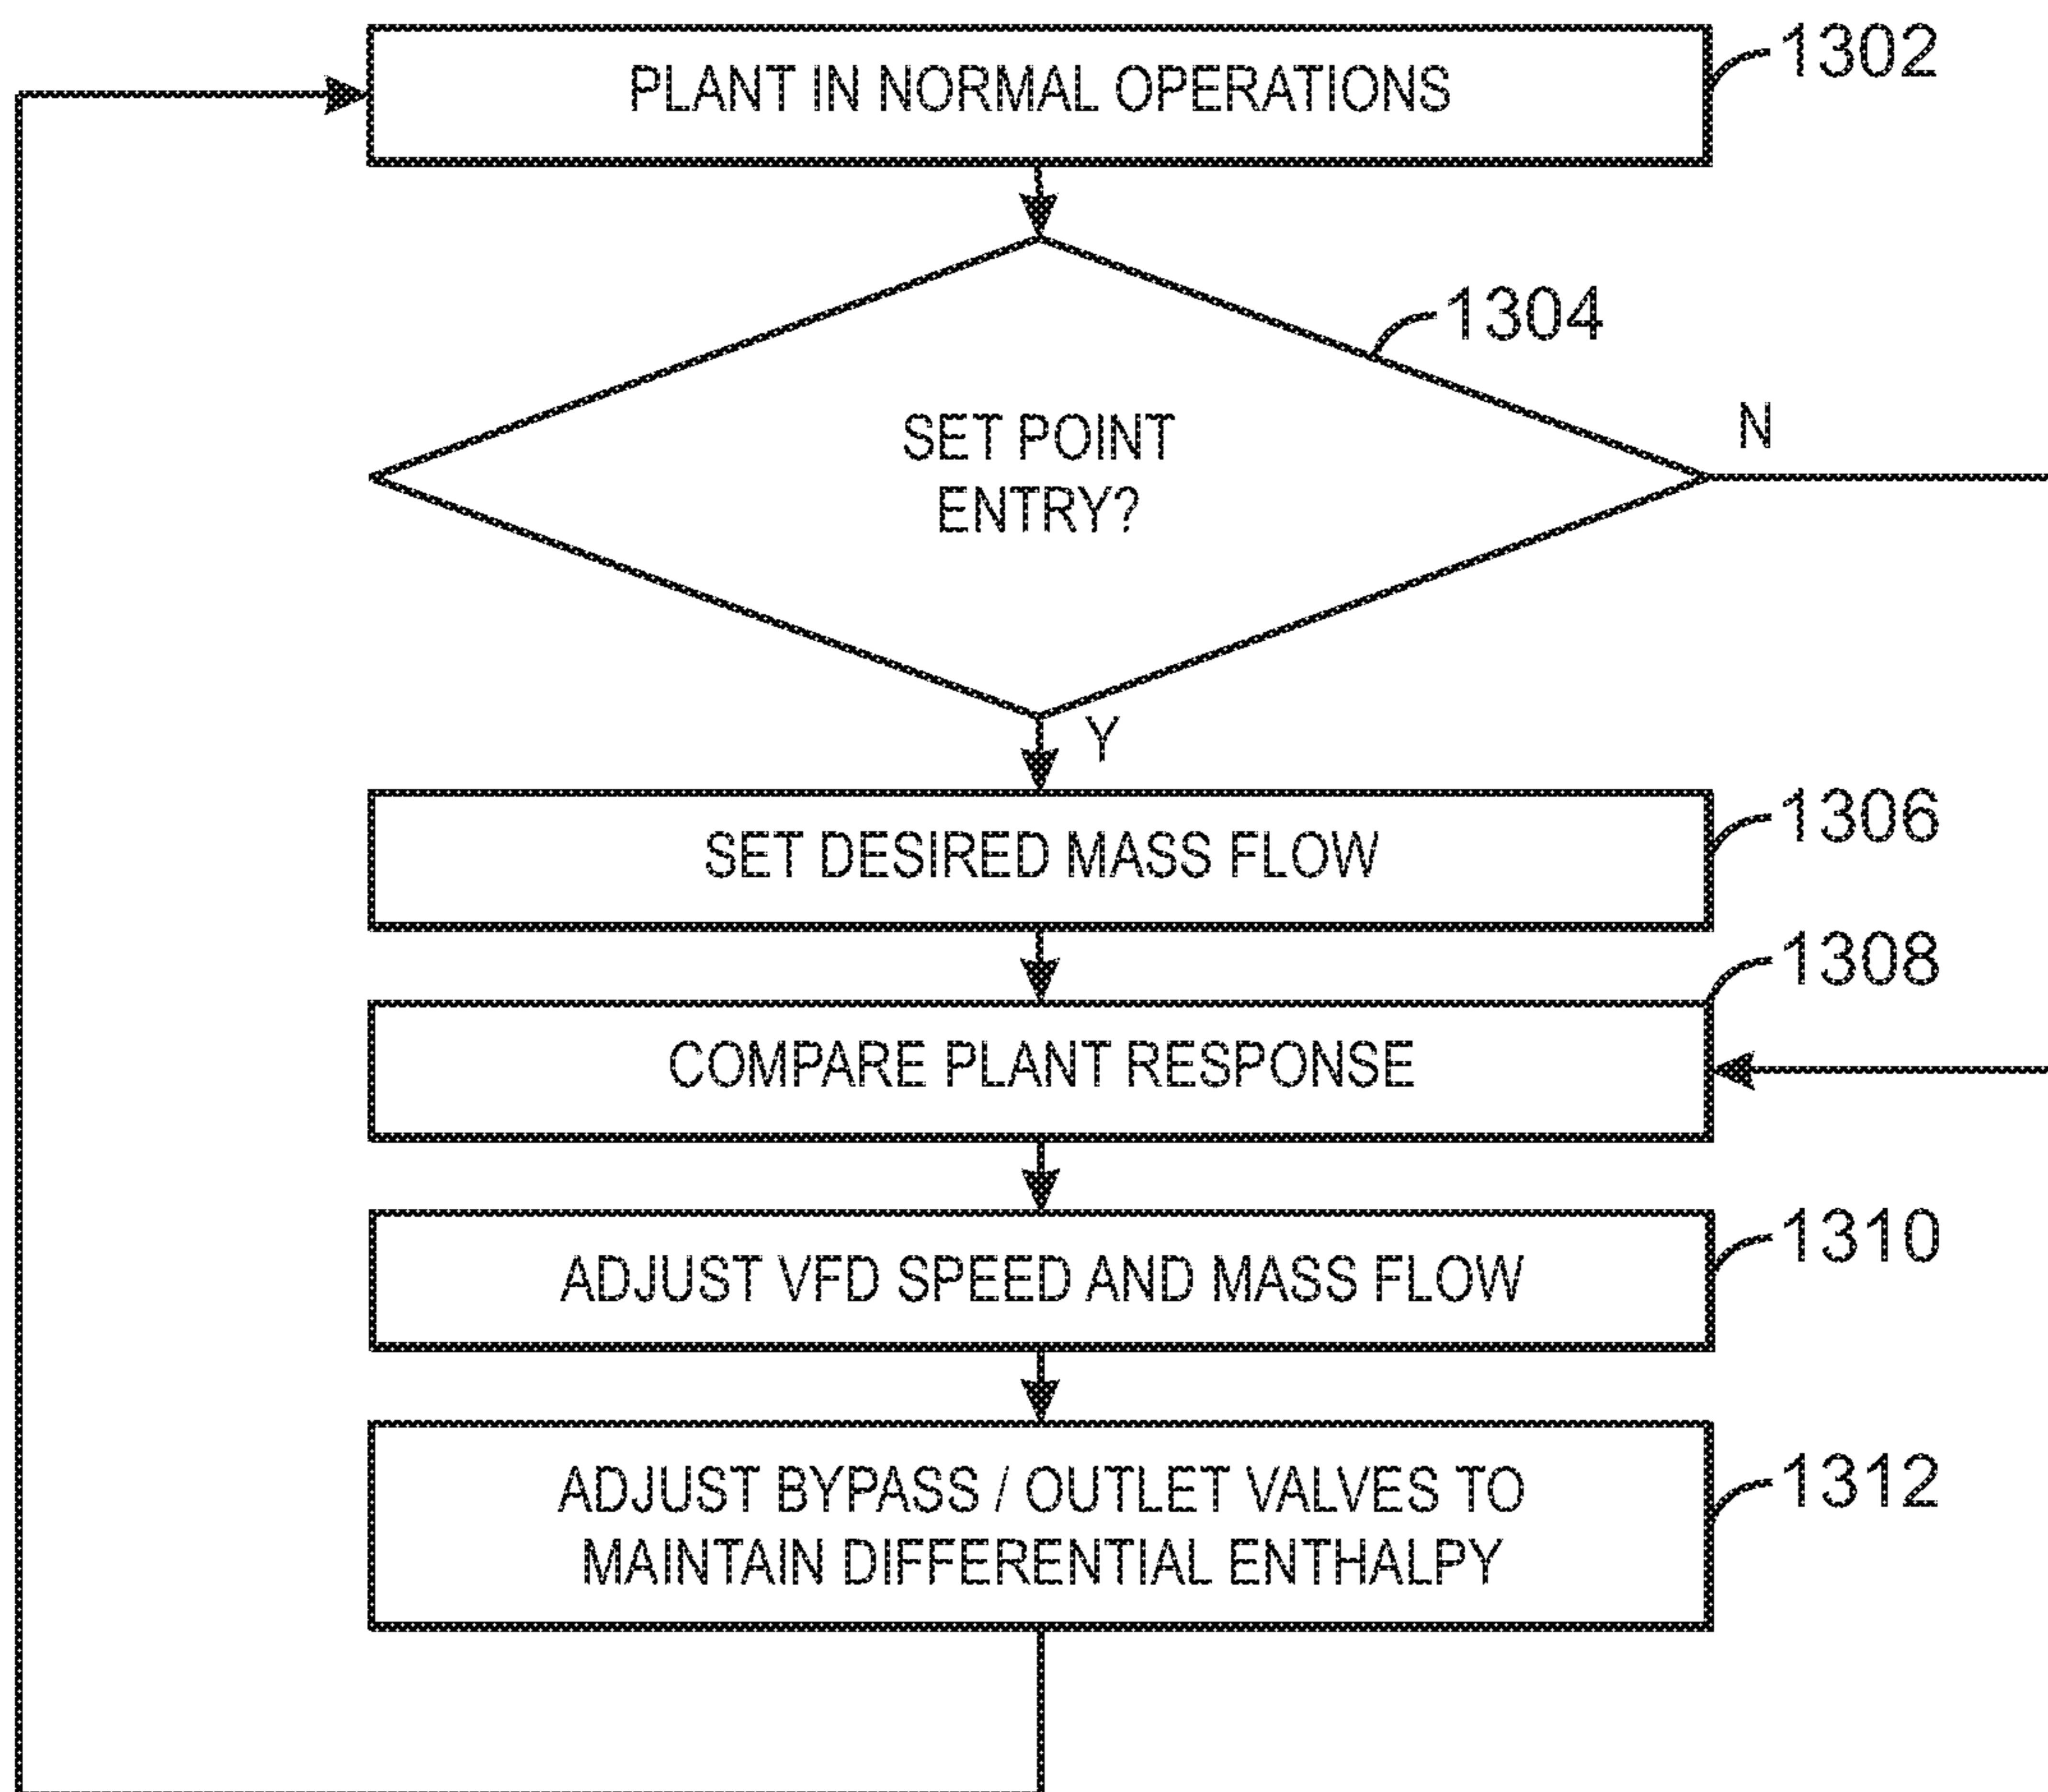 PLANT IN NORMAL OPERATIONS
1302
1304
SET POINT
ENTRY?
N
Y
SET DESIRED MASS FLOW
1306
1308
COMPARE PLANT RESPONSE
ADJUST VFD SPEED AND MASS FLOW
1310
ADJUST BYPASS / OUTLET VALVES TO
MAINTAIN DIFFERENTIAL ENTHALPY
1312